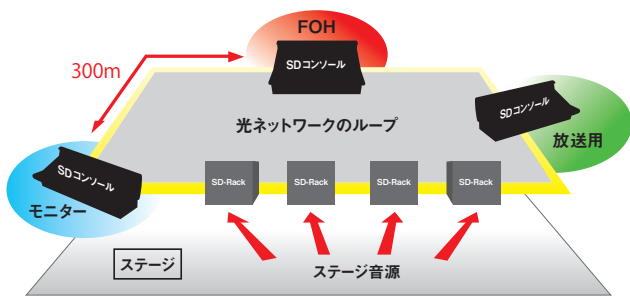 FOH
SDコンソール
300m
光ネットワークのループ
SDコンソール
放送用
SDコンソール
モニター
SD-Rack
SD-Rack
SD-Rack
SD-Rack
ステージ
ステージ音源